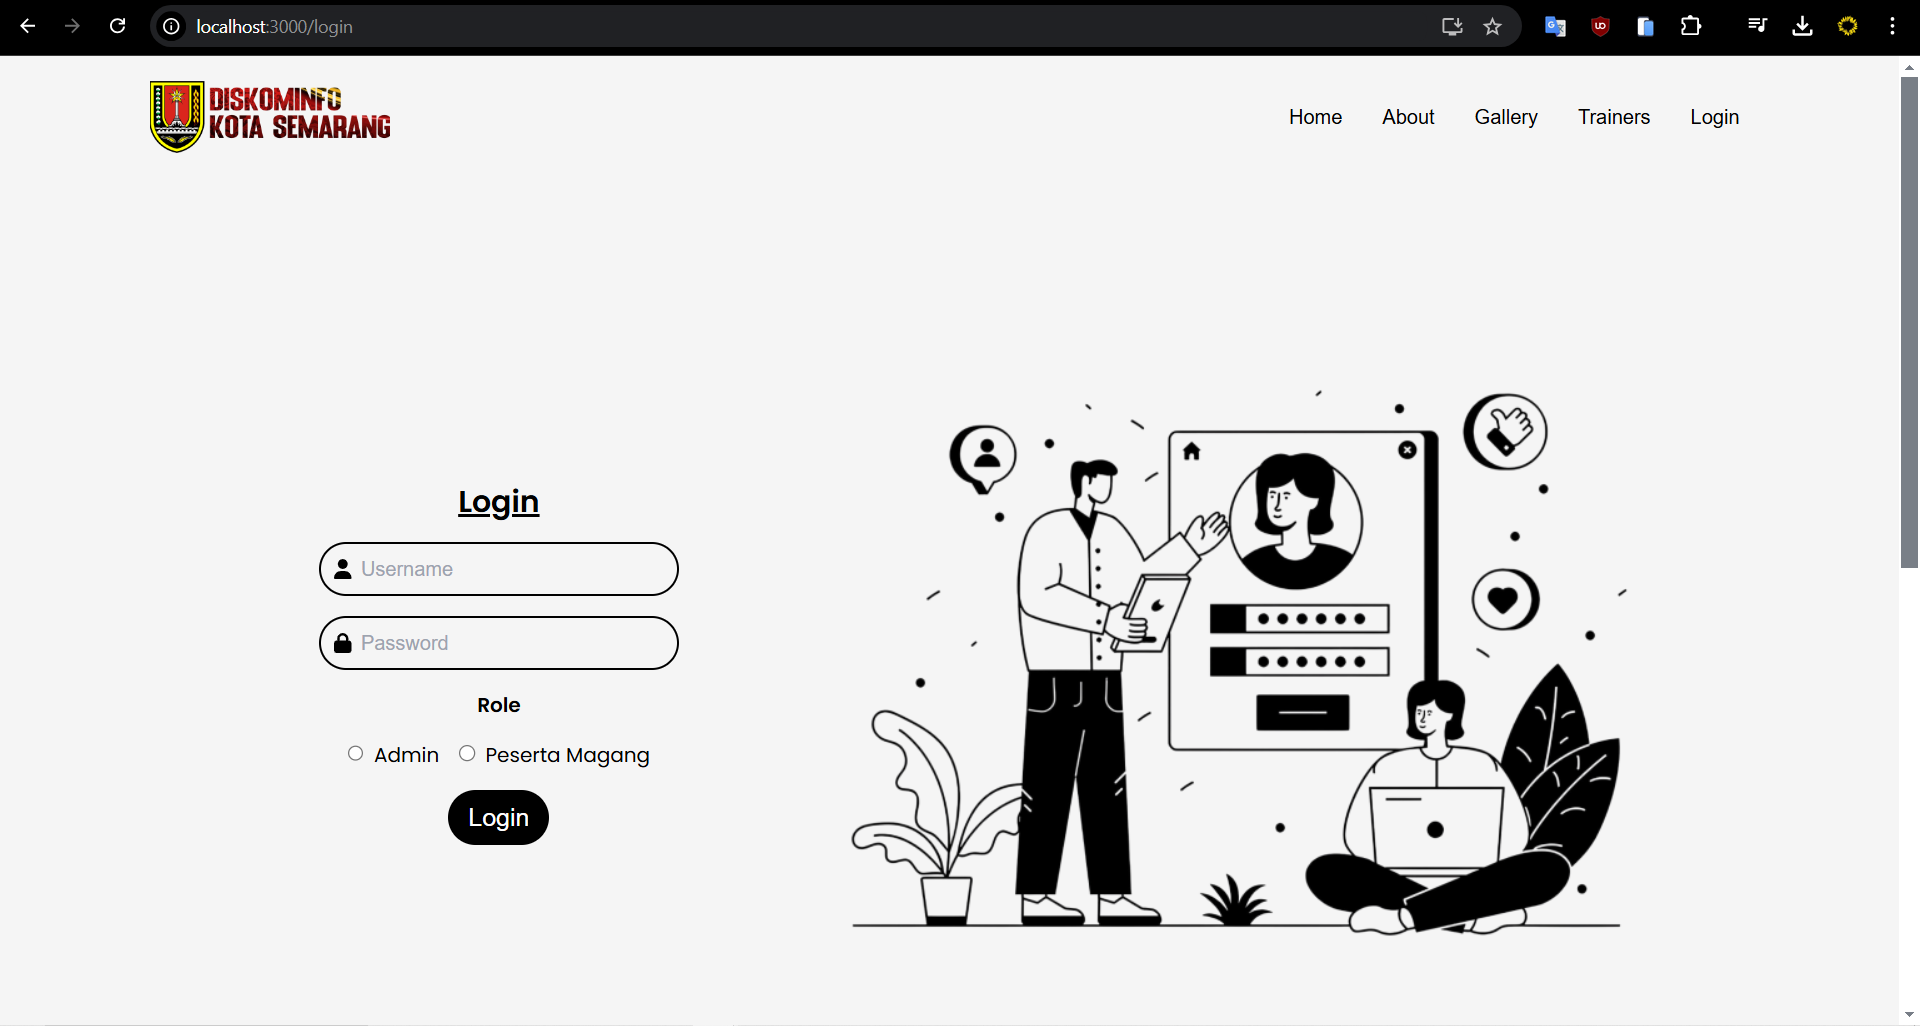 localhost:3000/login
DISKOMINFO
KOTA SEMARANG
Home About Gallery Trainers Login
Login
Username
Password
Role
Admin Peserta Magang
Login